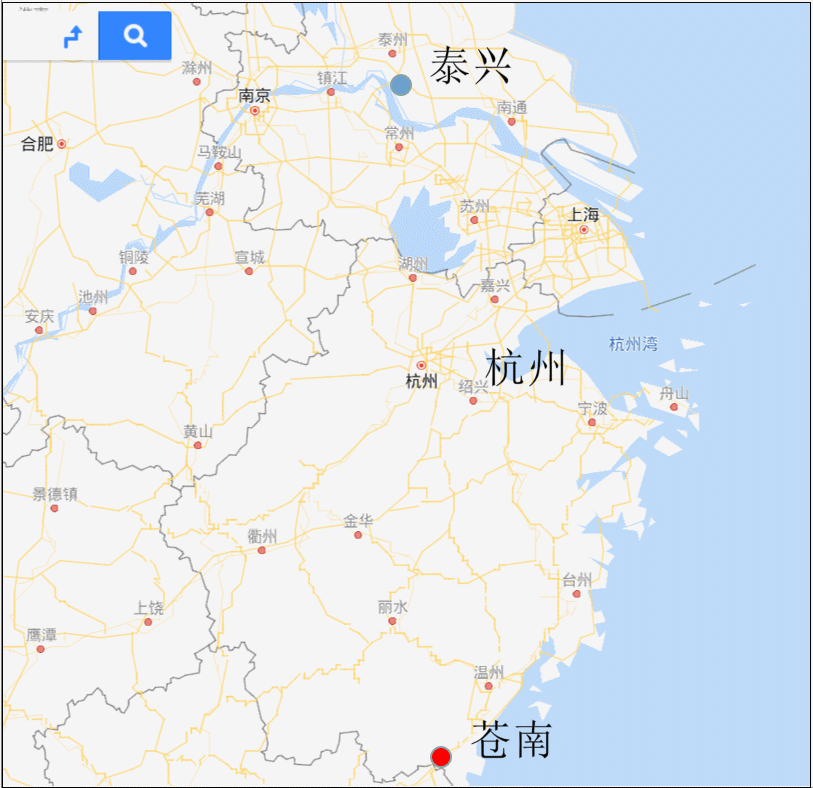 泰州
泰兴
滁州
镇江
南京
南通
常州
合肥
马鞍山
芜湖
苏州
上海
铜陵
宣城
湖州
嘉兴
池州
安庆
杭州湾
杭州
杭州
绍兴
舟山
宁波
黄山
景德镇
金华
衢州
台州
上饶
丽水
鹰潭
温州
苍南